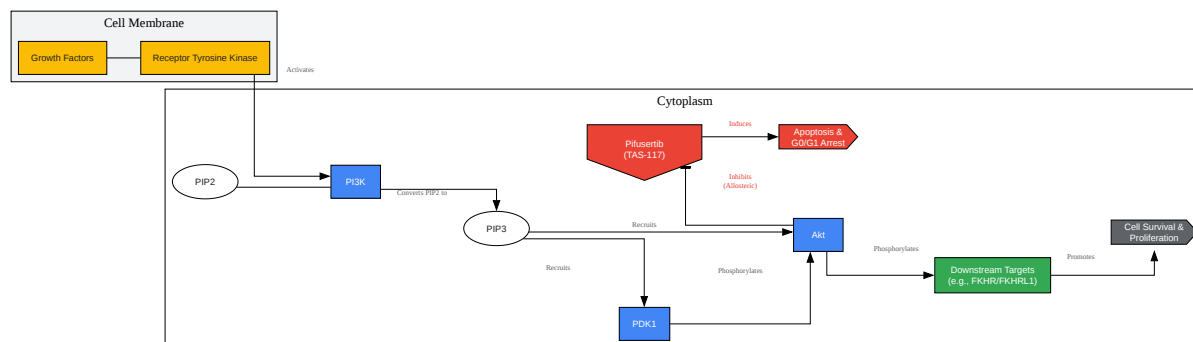 Cell Membrane
Growth Factors
Receptor Tyrosine Kinase
Activates
Cytoplasm
Pifusertib
(TAS-117)
Induces
Apoptosis &
G0/G1 Arrest
Inhibits
(Allosteric)
PIP2
PI3K
Converts PIP2 to
PIP3
Recruits
Akt
Cell Survival &
Proliferation
Recruits
Phosphorylates
Phosphorylates
Downstream Targets
(e.g., FKHR/FKHRL1)
Promotes
PDK1